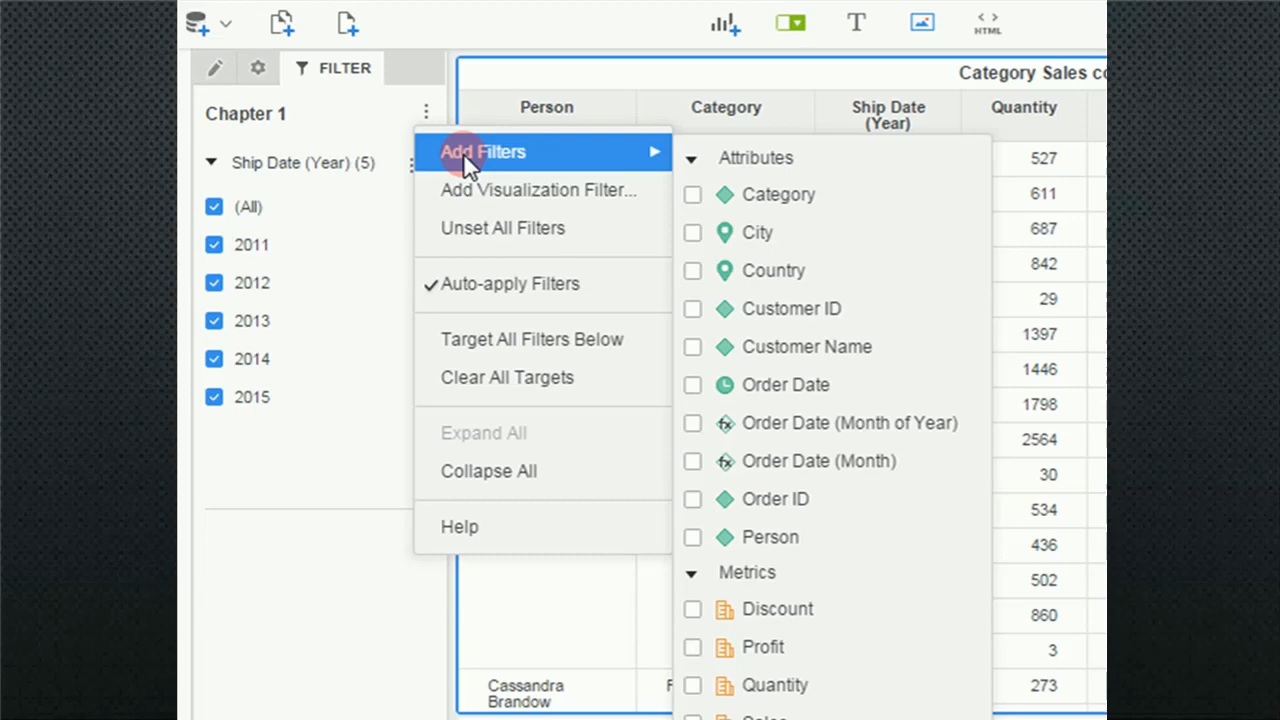 HTML
FILTER
Category Sales co
Chapter 1
Person
Category
Ship Date
(Year)
Quantity
Ship Date (Year) (5)
(All)
2011
2012
2013
2014
2015
Add Filters
Add Visualization Filter...
Unset All Filters
Auto-apply Filters
Target All Filters Below
Clear All Targets
Expand All
Collapse All
Help
Attributes
Category
City
Country
Customer ID
Customer Name
Order Date
Order Date (Month of Year)
Order Date (Month)
Order ID
Person
Metrics
Discount
Profit
Quantity
527
611
687
842
29
1397
1446
1798
2564
30
534
436
502
860
3
273
Cassandra
Brandow
F